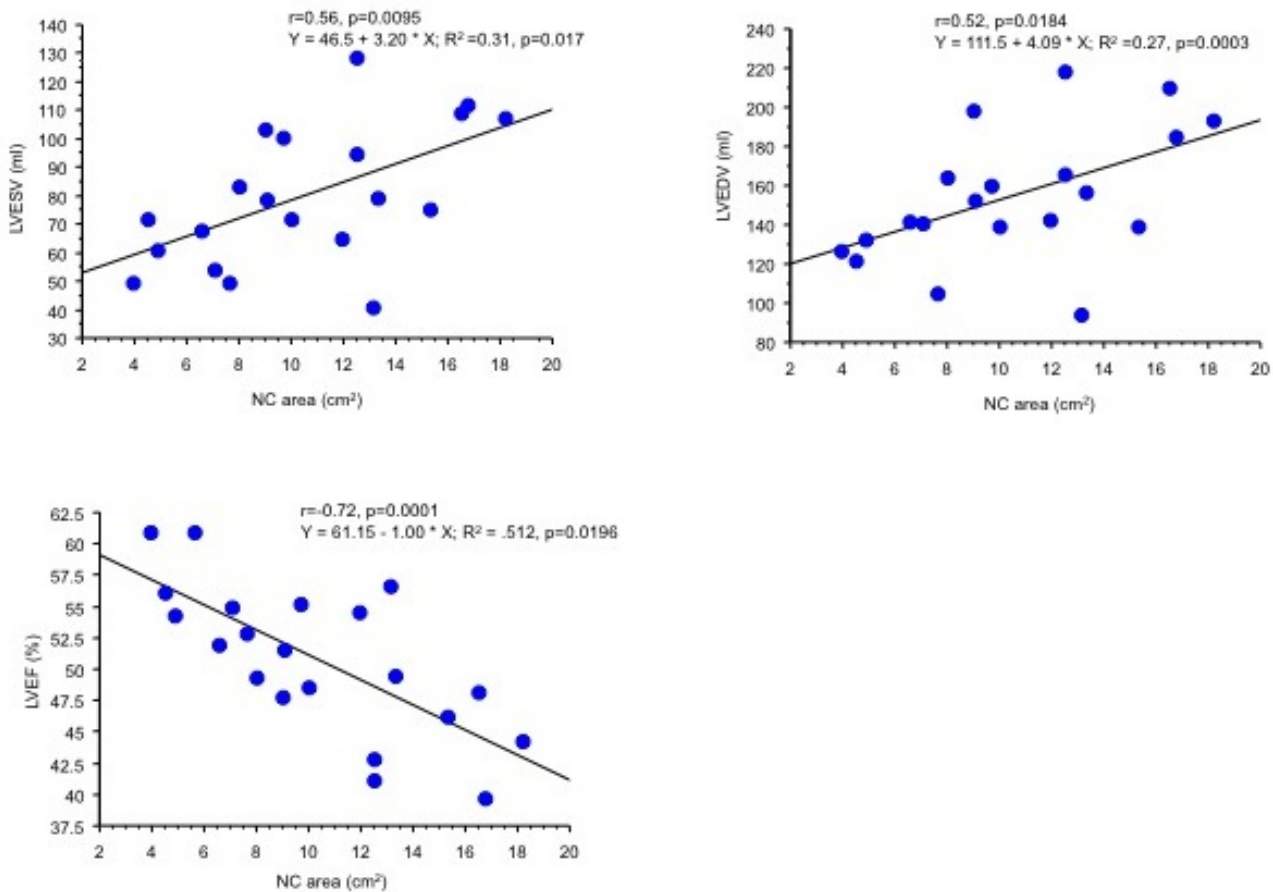 r=0.56, p=0.0095
Y = 46.5 + 3.20 * X; R² =0.31, p=0.017
LVESV (ml)
140
130
120
110
100
90
80
70
60
50
40
30
2 4 6 8 10 12 14 16 18 20
NC area (cm²)
r=0.52, p=0.0184
Y = 111.5 + 4.09 * X; R² =0.27, p=0.0003
LVEDV (ml)
240
220
200
180
160
140
120
100
80
2 4 6 8 10 12 14 16 18 20
NC area (cm²)
r=-0.72, p=0.0001
Y = 61.15 - 1.00 * X; R² = .512, p=0.0196
LVEF (%)
62.5
60
57.5
55
52.5
50
47.5
45
42.5
40
37.5
2 4 6 8 10 12 14 16 18 20
NC area (cm²)